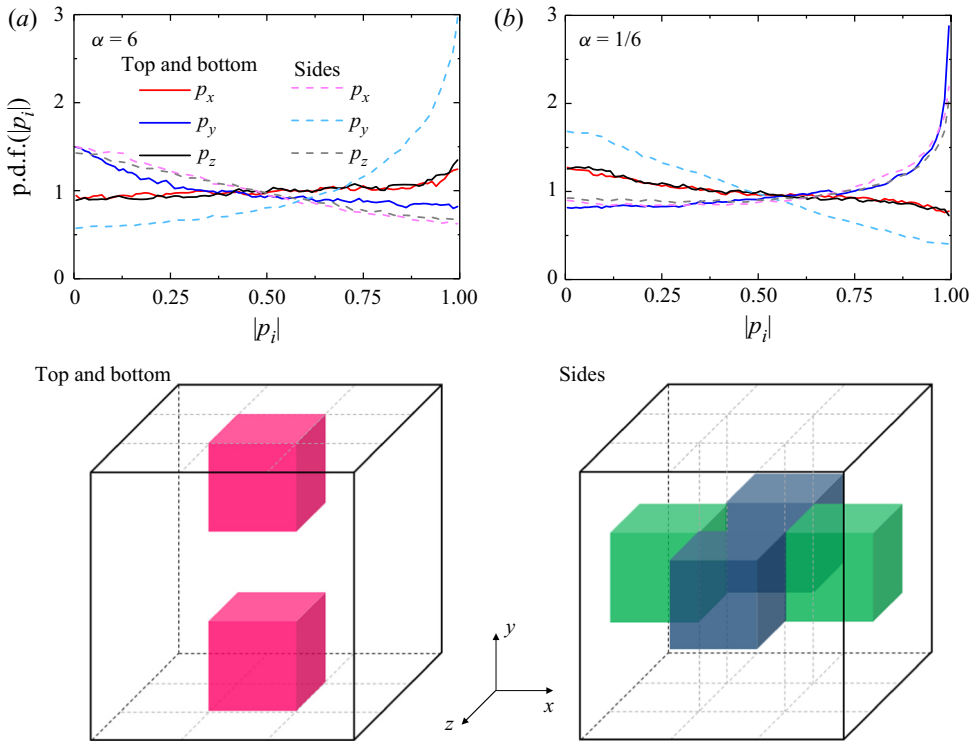 (a)
(b)
α = 6
α = 1/6
Top and bottom
Sides
p_x
p_x
p_y
p_y
p_z
p_z
p.d.f.(|p_i|)
3
2
1
0
3
2
1
0
0
0.25
0.50
0.75
1.00
0
0.25
0.50
0.75
1.00
|p_i|
|p_i|
Top and bottom
Sides
y
x
z